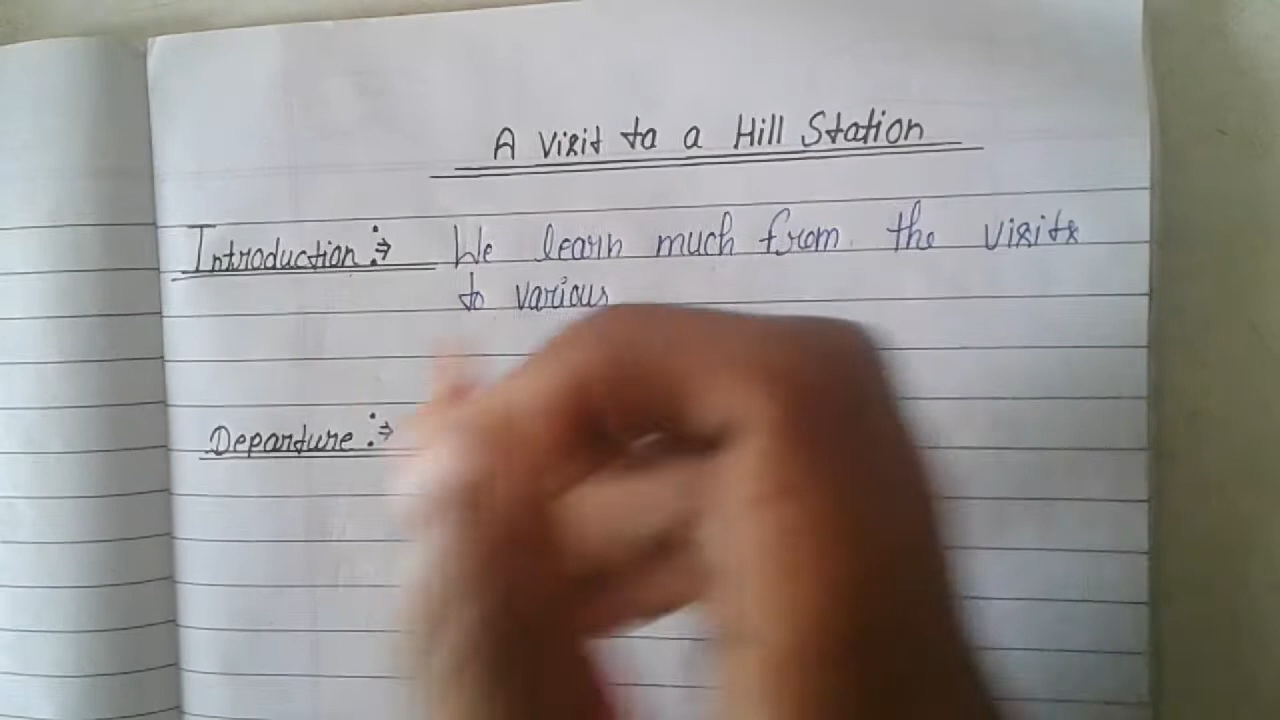 A Visit to a Hill Station
Introduction :⇒ We learn much from the visits
to various
Departure :⇒